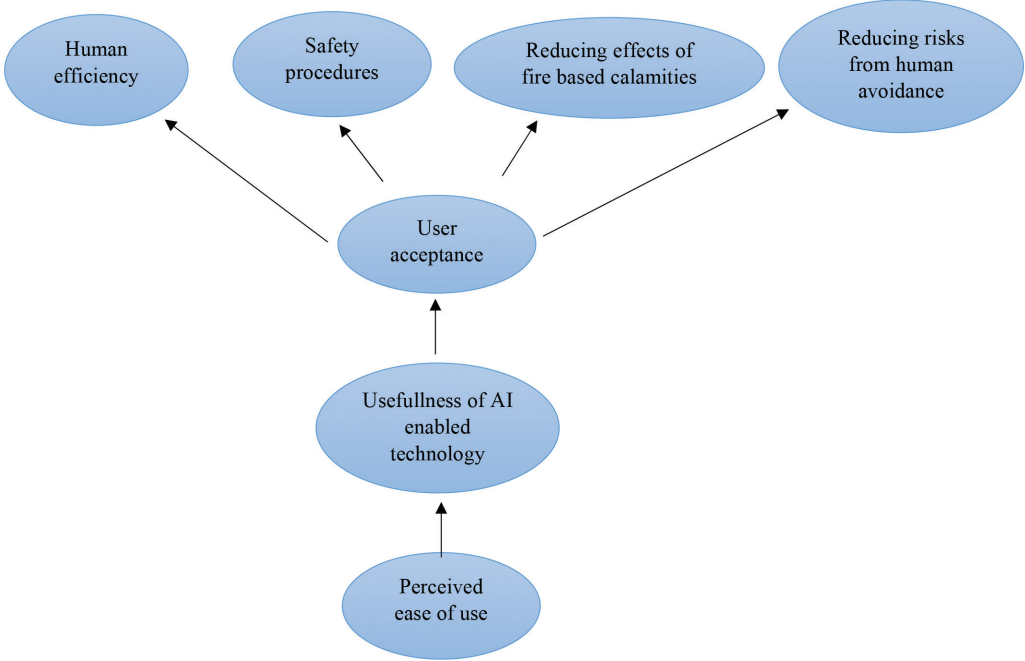 Human
efficiency
Safety
procedures
Reducing effects of
fire based calamities
Reducing risks
from human
avoidance
User
acceptance
Usefullness of AI
enabled
technology
Perceived
ease of use